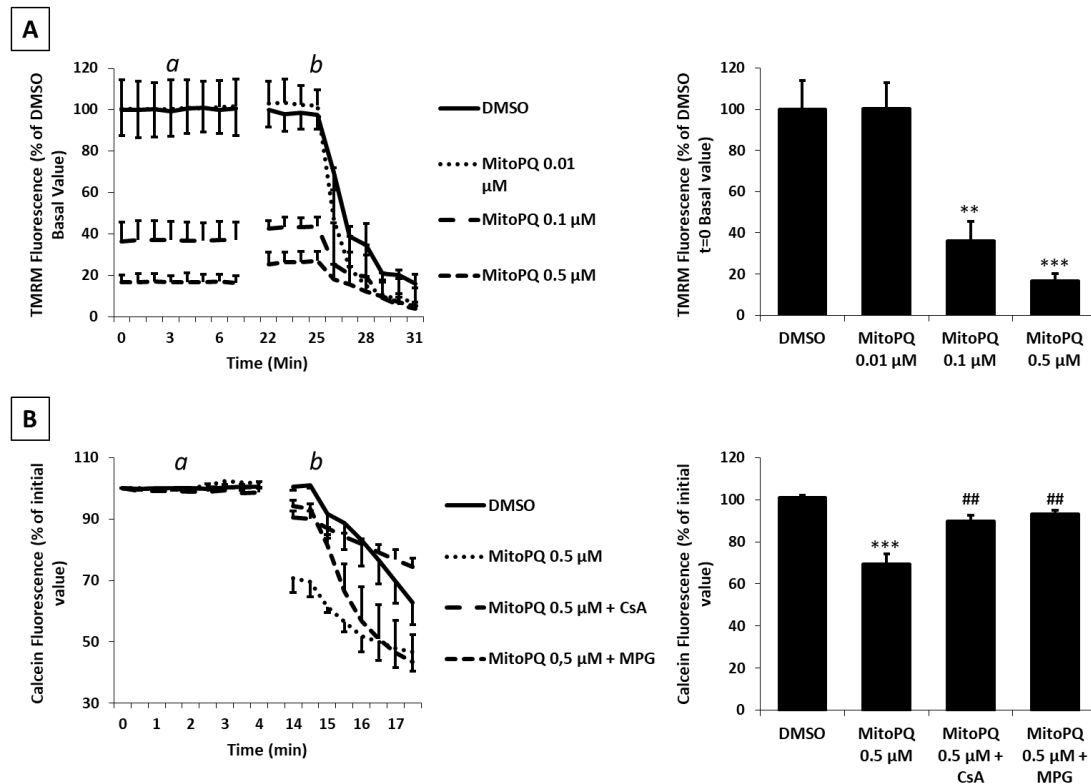 A
TMRM Fluorescence (% of DMSO
Basal Value)
120
100
80
60
40
20
0
a
b
0
3
6
22
25
28
31
Time (Min)
DMSO
MitoPQ 0.01
µM
MitoPQ 0.1 µM
MitoPQ 0.5 µM
TMRM Fluorescence (% of DMSO
t=0 Basal value)
120
100
80
60
40
20
0
**
***
DMSO
MitoPQ
0.01 µM
MitoPQ
0.1 µM
MitoPQ
0.5 µM
B
Calcein Fluorescence (% of initial
value)
110
90
70
50
30
a
b
0
1
2
3
4
14
15
16
17
Time (min)
DMSO
MitoPQ 0.5 µM
MitoPQ 0.5 µM + CsA
MitoPQ 0,5 µM + MPG
Calcein Fluorescence (% of initial
value)
120
100
80
60
40
20
0
***
##
##
DMSO
MitoPQ
0.5 µM
MitoPQ
0.5 µM +
CsA
MitoPQ
0.5 µM +
MPG